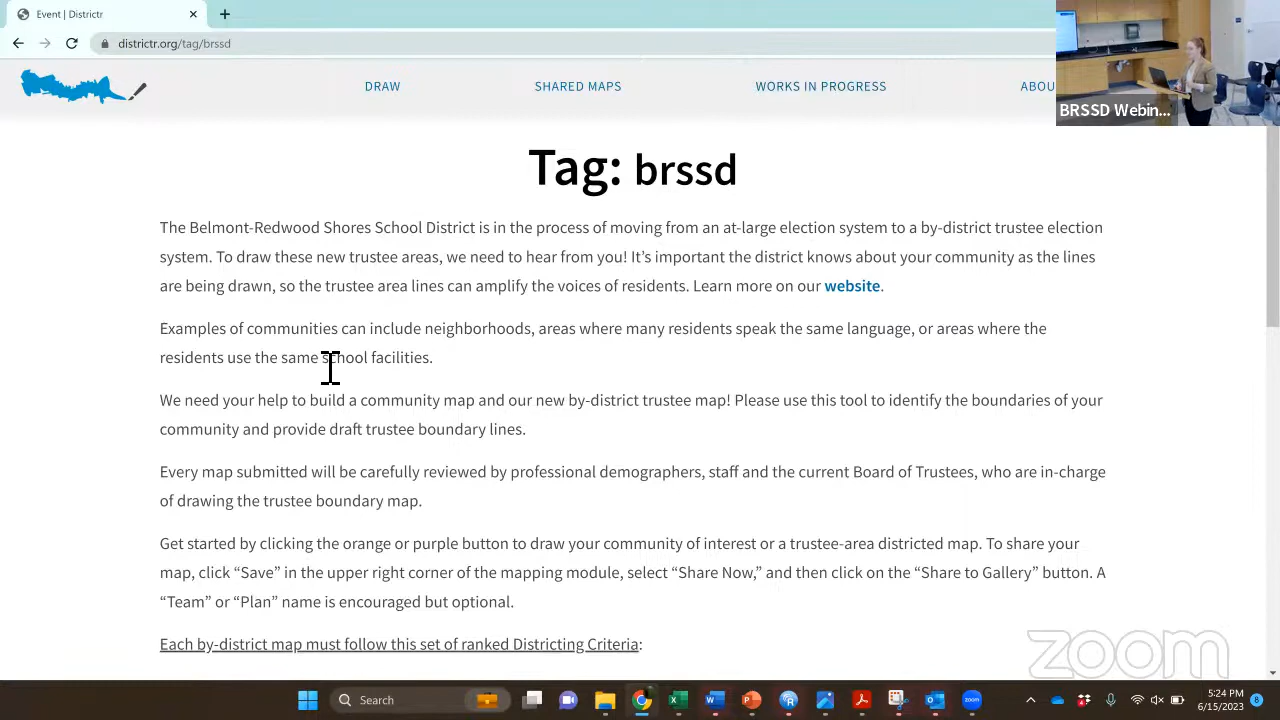 Event | Districtr
districtr.org/tag/brssd
DRAW
SHARED MAPS
WORKS IN PROGRESS
ABOU
BRSSD Webin...
Tag: brssd
The Belmont-Redwood Shores School District is in the process of moving from an at-large election system to a by-district trustee election
system. To draw these new trustee areas, we need to hear from you! It's important the district knows about your community as the lines
are being drawn, so the trustee area lines can amplify the voices of residents. Learn more on our website.
Examples of communities can include neighborhoods, areas where many residents speak the same language, or areas where the
residents use the same school facilities.
We need your help to build a community map and our new by-district trustee map! Please use this tool to identify the boundaries of your
community and provide draft trustee boundary lines.
Every map submitted will be carefully reviewed by professional demographers, staff and the current Board of Trustees, who are in-charge
of drawing the trustee boundary map.
Get started by clicking the orange or purple button to draw your community of interest or a trustee-area districted map. To share your
map, click “Save” in the upper right corner of the mapping module, select “Share Now,” and then click on the “Share to Gallery” button. A
“Team” or “Plan” name is encouraged but optional.
Each by-district map must follow this set of ranked Districting Criteria:
zoom
Search
zoom
5:24 PM
6/15/2023
8